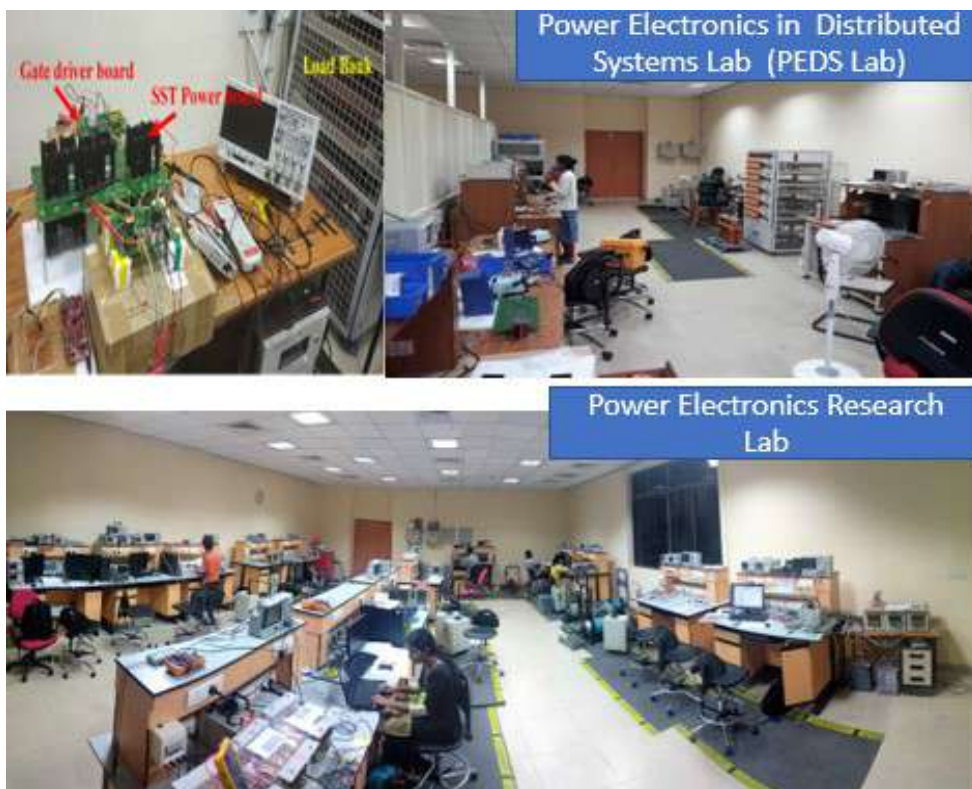 Power Electronics in Distributed
Systems Lab (PEDS Lab)
Gate driver board
SST Power board
Load Bank
Power Electronics Research
Lab